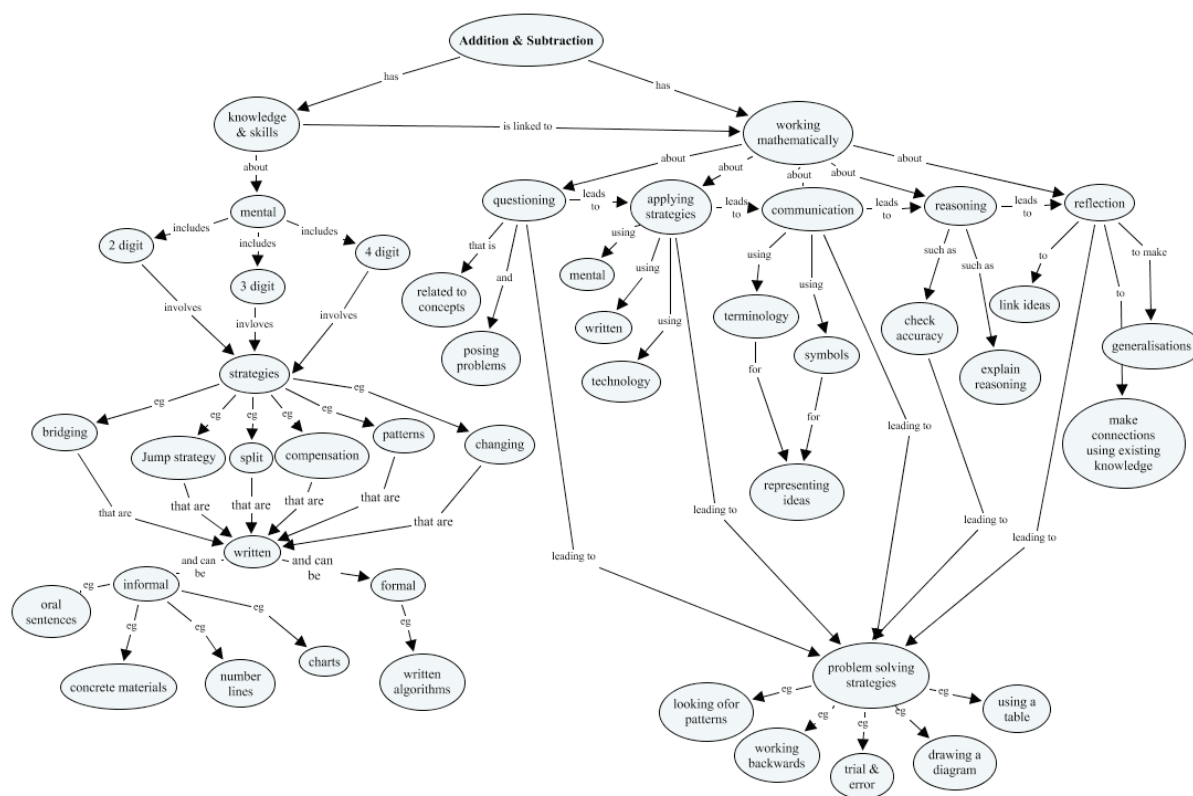 Addition & Subtraction
has
has
knowledge
& skills
is linked to
working
mathematically
about
about
about
about
about
about
mental
questioning
leads
to
applying
strategies
leads
to
communication
leads
to
reasoning
leads
to
reflection
includes
includes
includes
2 digit
3 digit
4 digit
that is
and
using
using
using
using
using
such as
such as
to
to
to make
related to
concepts
posing
problems
mental
written
technology
terminology
symbols
check
accuracy
explain
reasoning
link ideas
generalisations
make
connections
using existing
knowledge
involves
invloves
involves
strategies
for
for
representing
ideas
eg
eg
eg
eg
eg
eg
bridging
Jump strategy
split
compensation
patterns
changing
that are
that are
that are
that are
that are
that are
written
leading to
leading to
leading to
leading to
leading to
and can
be
and can
be
informal
formal
eg
eg
eg
eg
eg
oral
sentences
concrete materials
number
lines
charts
written
algorithms
problem solving
strategies
eg
eg
eg
eg
eg
looking ofor
patterns
working
backwards
trial &
error
drawing a
diagram
using a
table